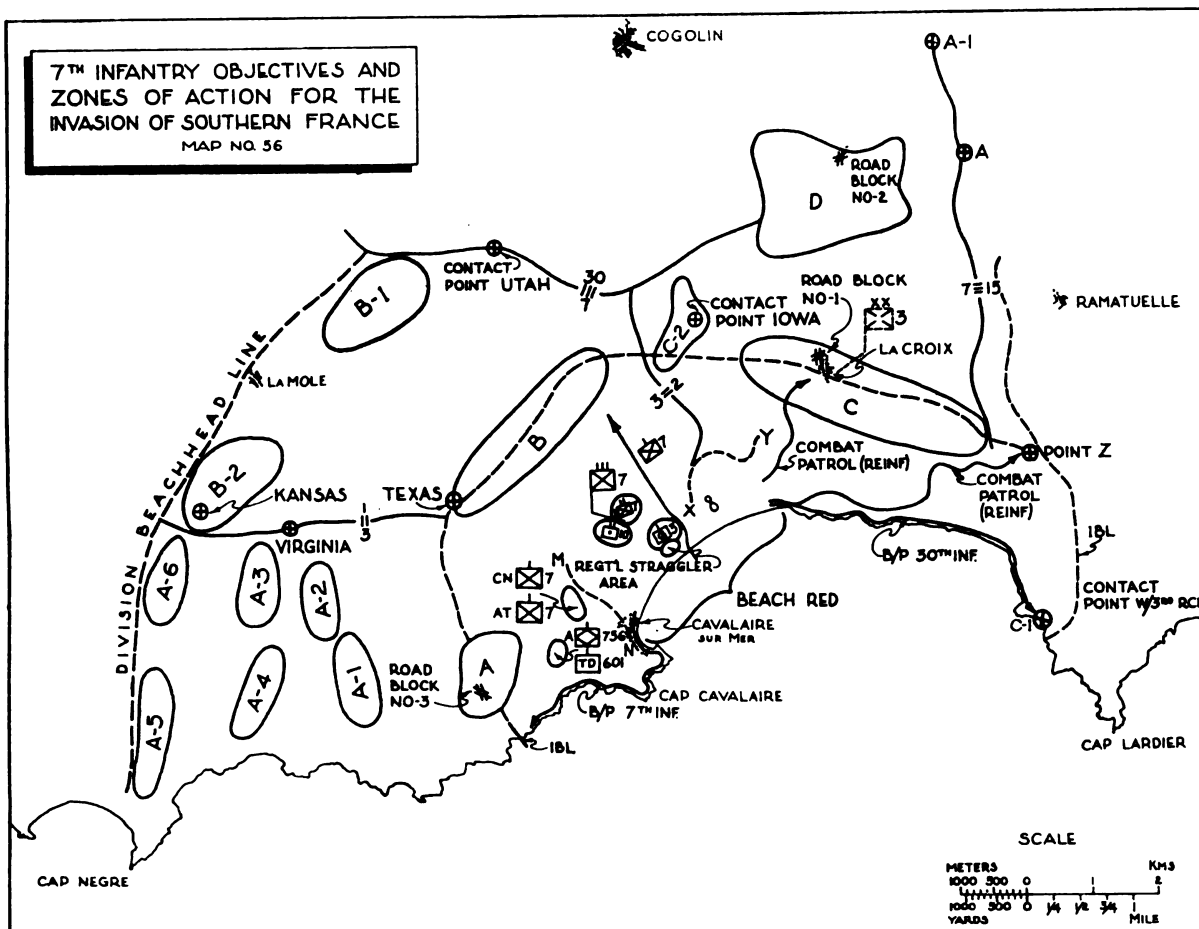 7TH INFANTRY OBJECTIVES AND
ZONES OF ACTION FOR THE
INVASION OF SOUTHERN FRANCE
MAP NO. 56
COGOLIN
A-1
A
ROAD
BLOCK
NO-2
D
CONTACT
POINT UTAH
30
7
B-1
ROAD BLOCK
NO-1
CONTACT
POINT IOWA
C-2
XX
3
LA CROIX
7 15
RAMATUELLE
DIVISION BEACHHEAD LINE
LA MOLE
3 2
C
B
Y
7
COMBAT
PATROL (REINF)
POINT Z
COMBAT
PATROL
(REINF)
B-2
KANSAS
TEXAS
7
X 8
VIRGINIA
1
3
B/P 30TH INF.
IBL
REGT'L STRAGGLER
AREA
M
CN 7
AT 7
BEACH RED
CONTACT
POINT W/3RD RCT
C-1
A-6
A-3
A-2
A 756
TD 601
N
CAVALAIRE
SUR MER
A-4
A-1
ROAD
BLOCK
NO-3
A
CAP CAVALAIRE
B/P 7TH INF.
A-5
IBL
CAP LARDIER
CAP NEGRE
SCALE
METERS KMS
1000 500 0 1 2
1000 500 0 1/4 1/2 3/4 1
YARDS MILE